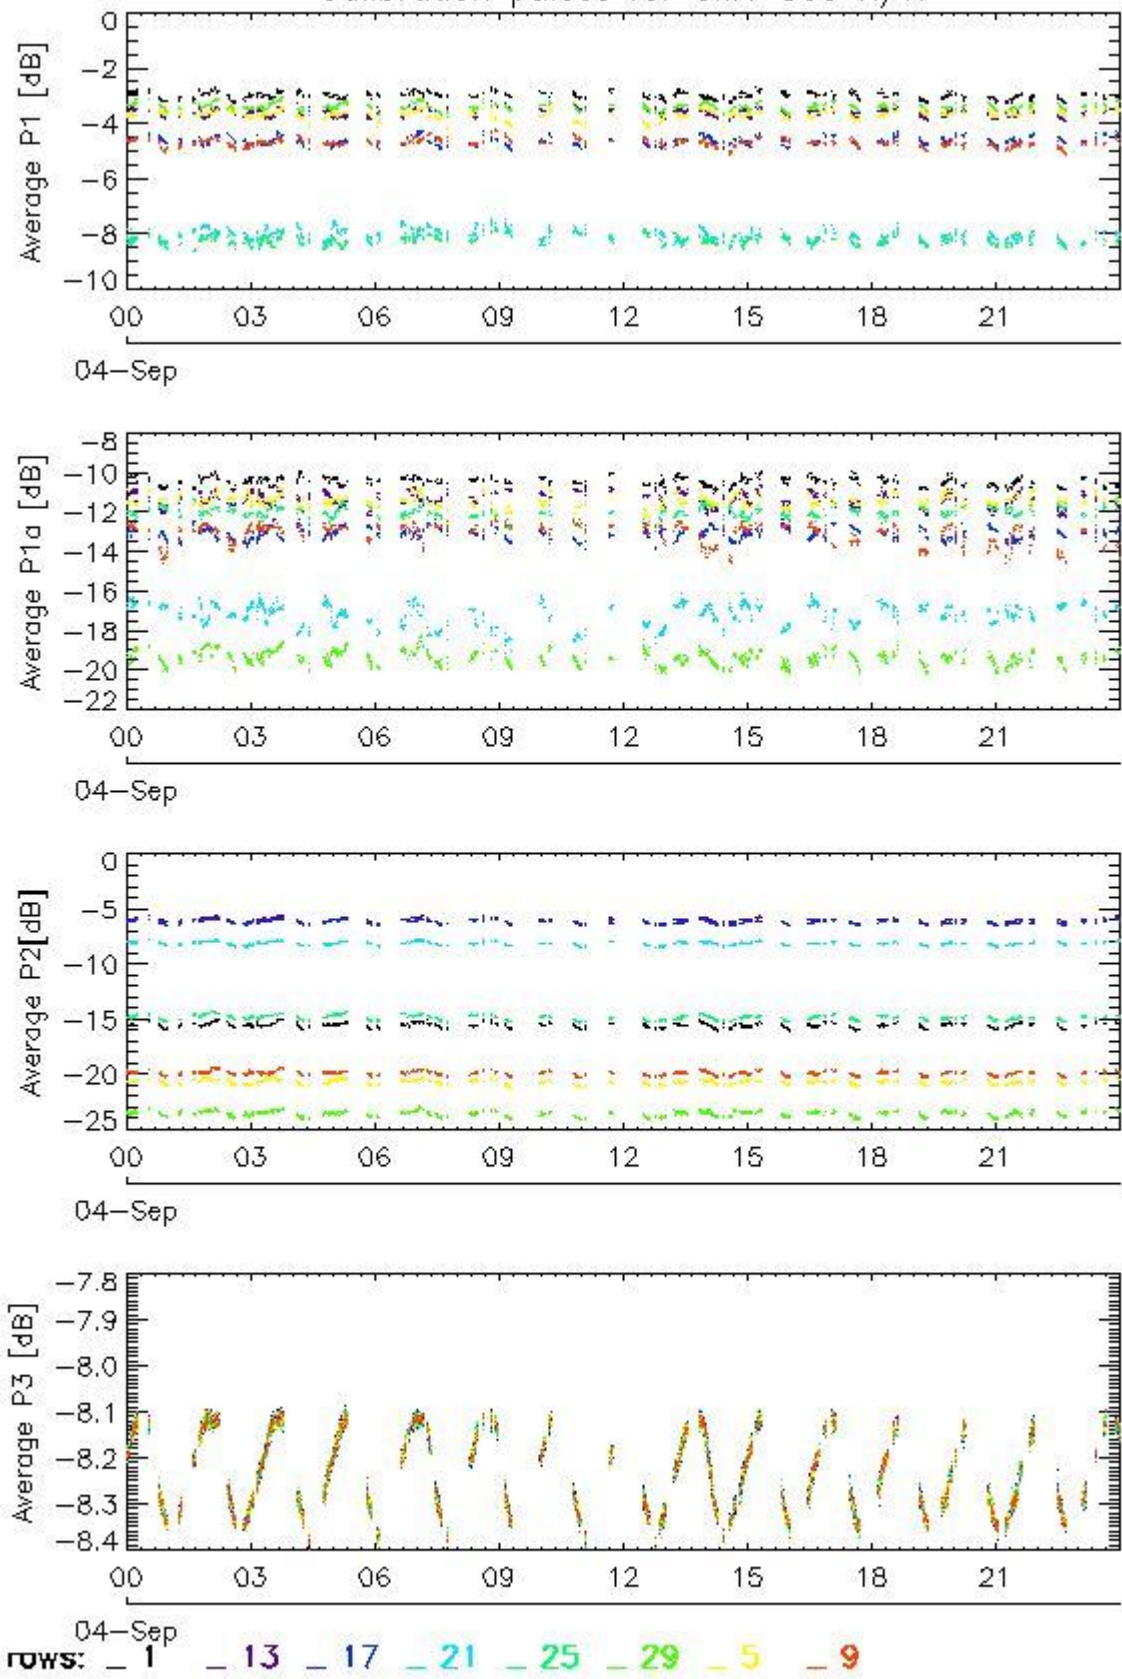 0
−2
−4
−6
−8
−10
Average P1 [dB]
00 03 06 09 12 15 18 21
04−Sep
−8
−10
−12
−14
−16
−18
−20
−22
Average P1a [dB]
00 03 06 09 12 15 18 21
04−Sep
0
−5
−10
−15
−20
−25
Average P2[dB]
00 03 06 09 12 15 18 21
04−Sep
−7.8
−7.9
−8.0
−8.1
−8.2
−8.3
−8.4
Average P3 [dB]
00 03 06 09 12 15 18 21
04−Sep
rows: _ 1 _ 13 _ 17 _ 21 _ 25 _ 29 _ 5 _ 9